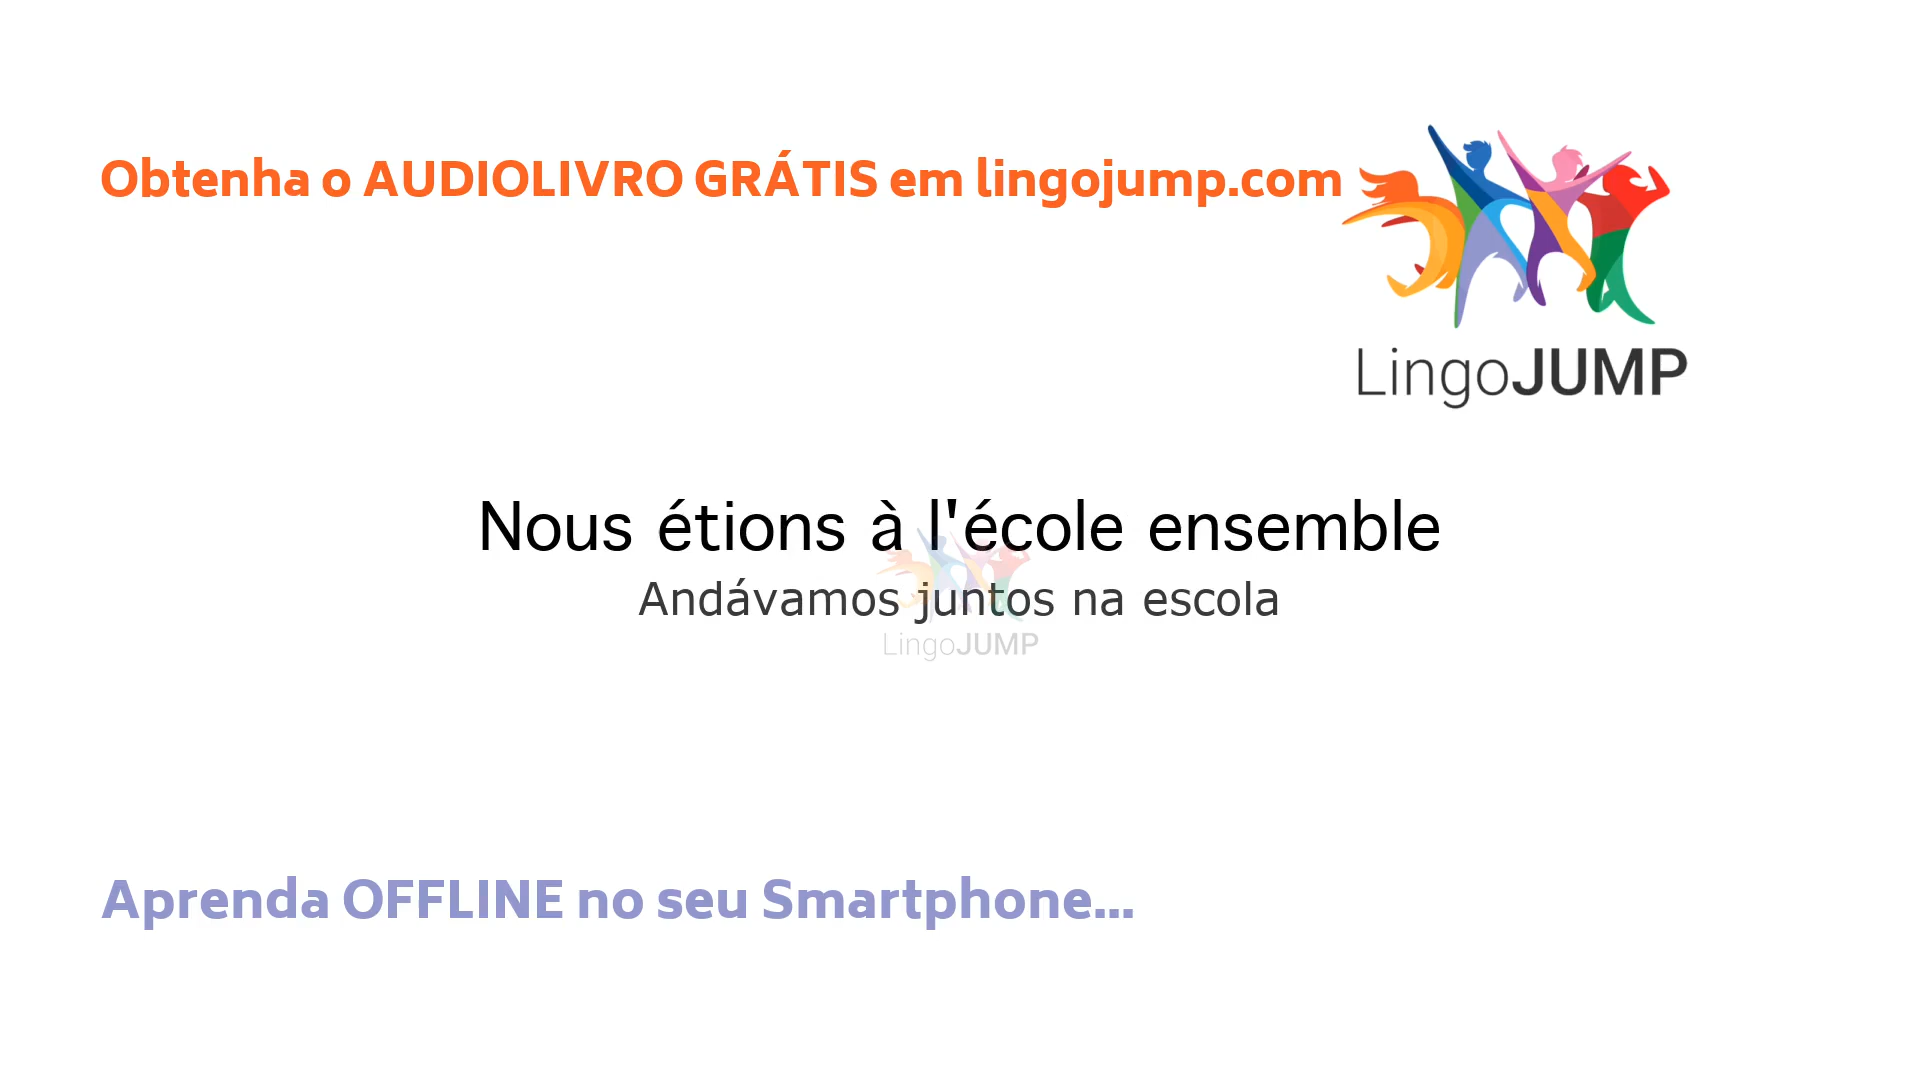 Obtenha o AUDIOLIVRO GRÁTIS em lingojump.com
LingoJUMP
Nous étions à l'école ensemble
Andávamos juntos na escola
LingoJUMP
Aprenda OFFLINE no seu Smartphone...